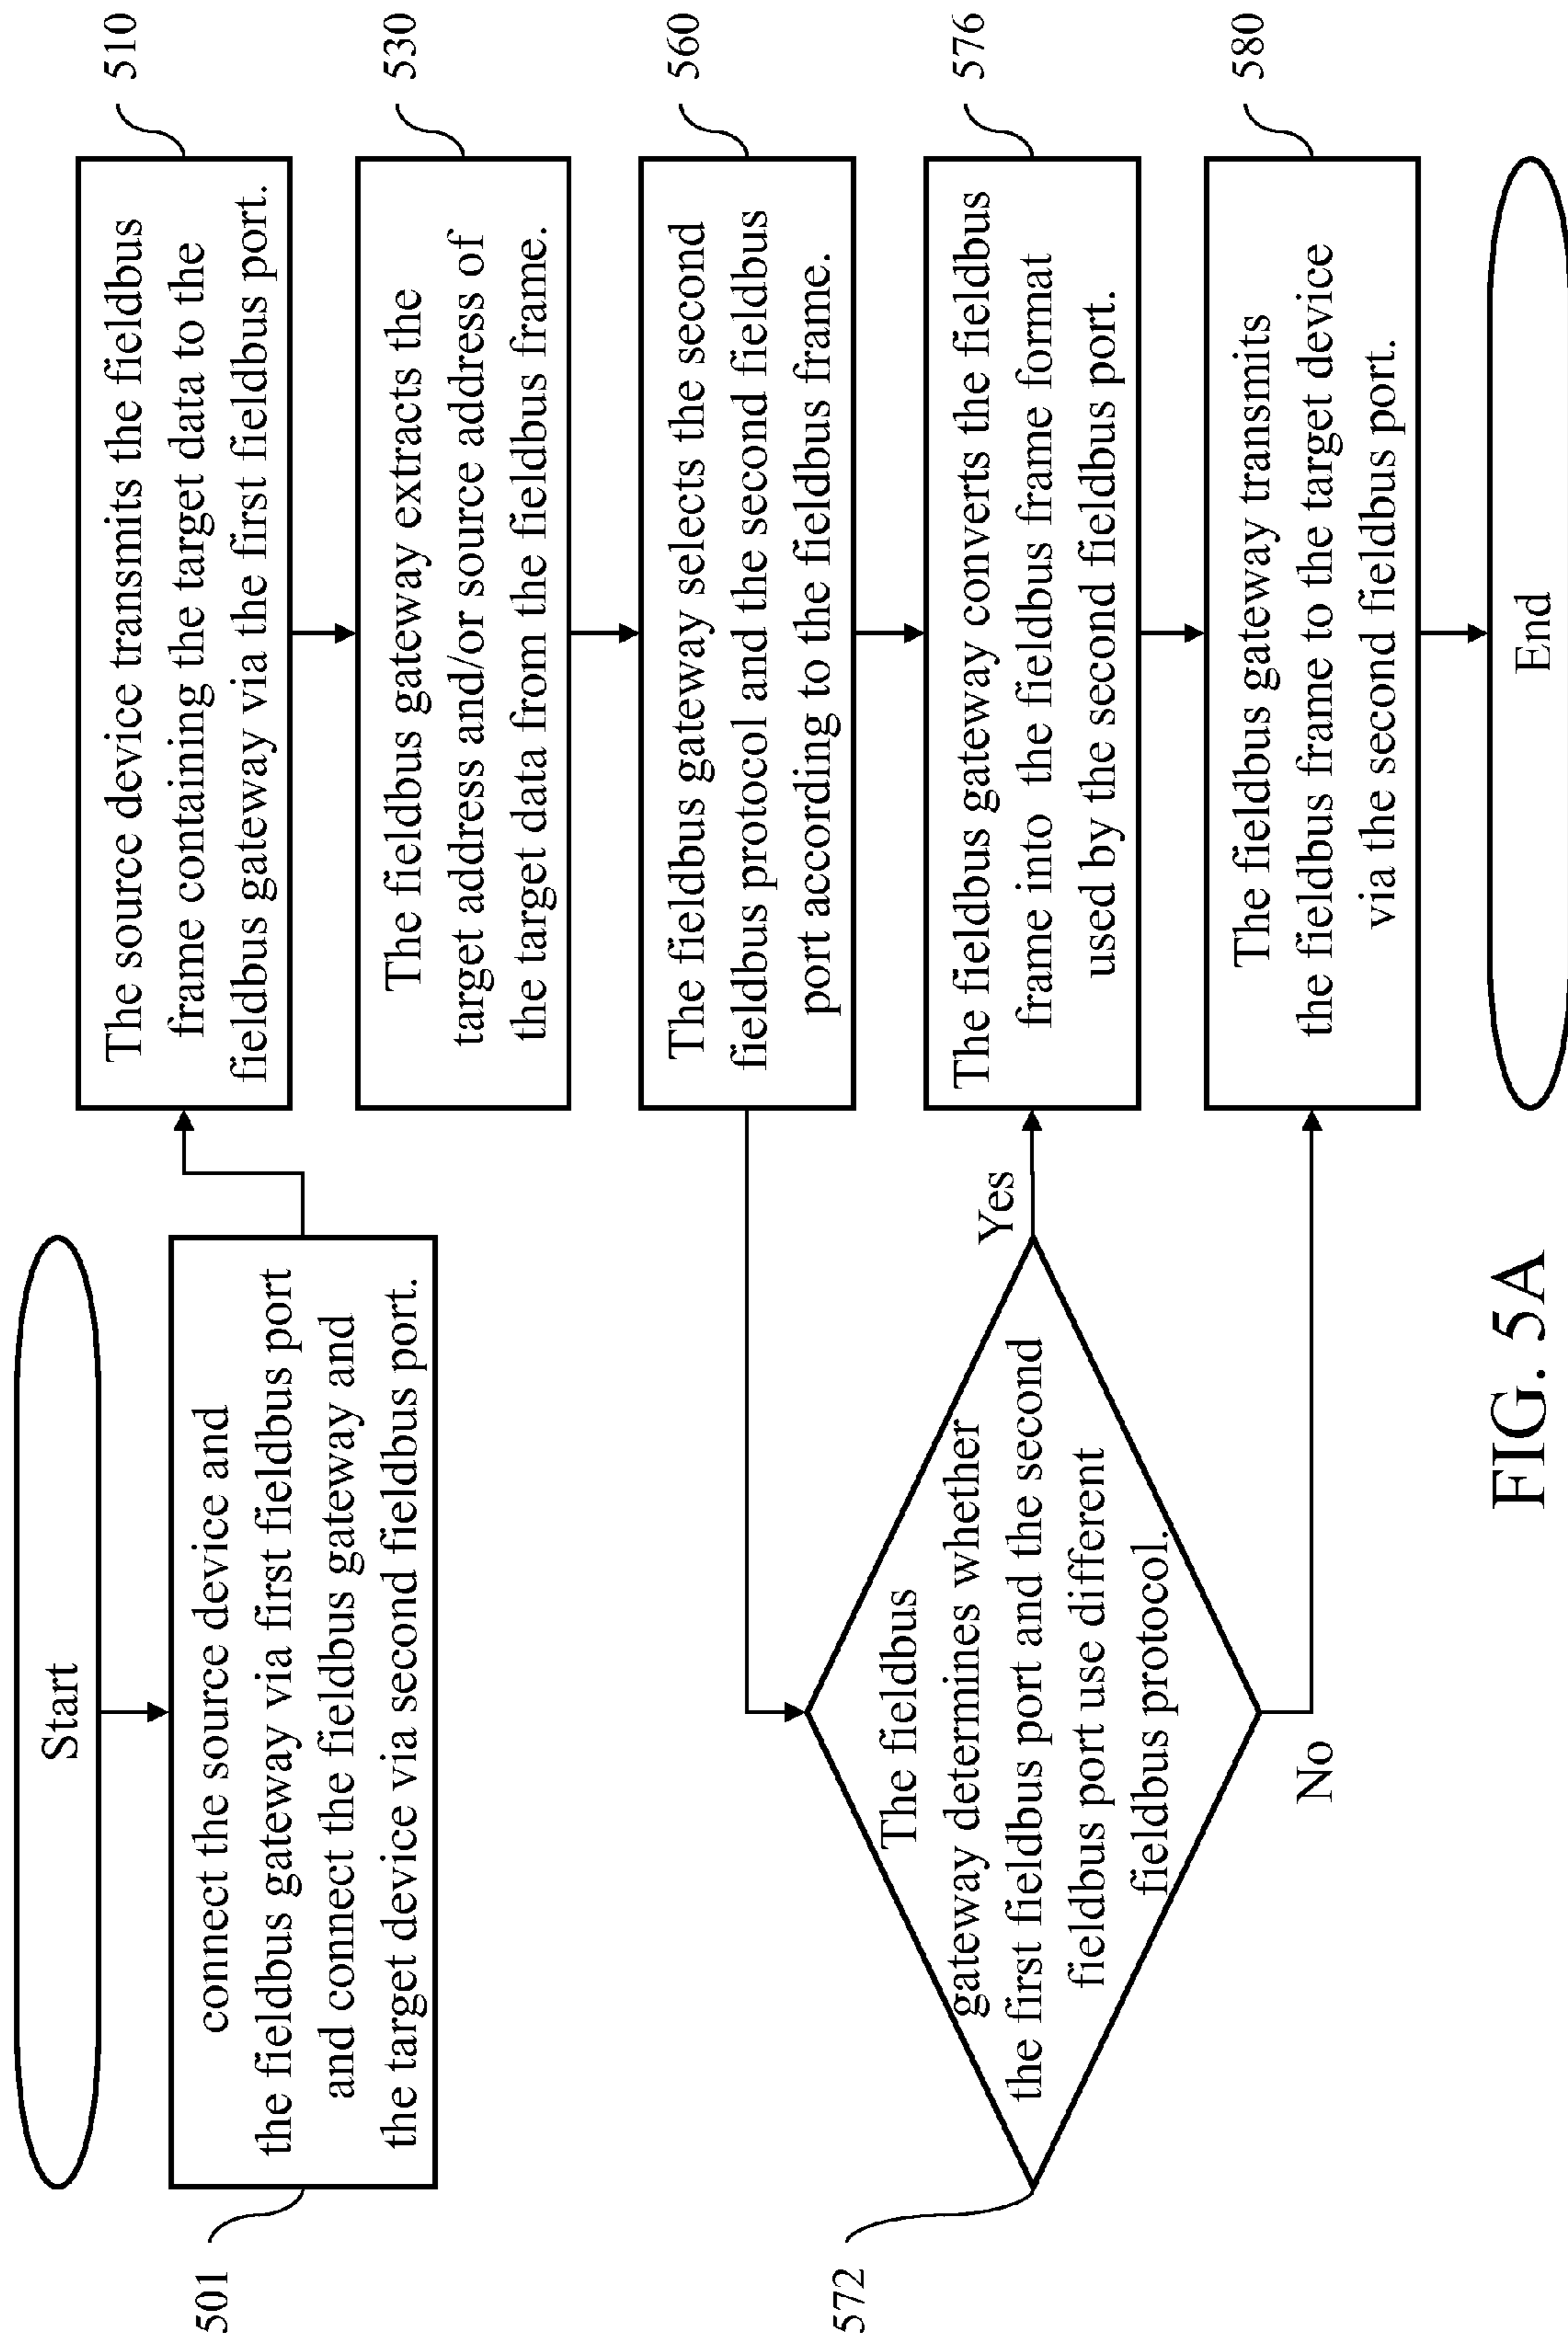 Start
501
connect the source device and
the fieldbus gateway via first fieldbus port
and connect the fieldbus gateway and
the target device via second fieldbus port.
510
The source device transmits the fieldbus
frame containing the target data to the
fieldbus gateway via the first fieldbus port.
530
The fieldbus gateway extracts the
target address and/or source address of
the target data from the fieldbus frame.
560
The fieldbus gateway selects the second
fieldbus protocol and the second fieldbus
port according to the fieldbus frame.
572
The fieldbus
gateway determines whether
the first fieldbus port and the second
fieldbus port use different
fieldbus protocol.
Yes
No
576
The fieldbus gateway converts the fieldbus
frame into the fieldbus frame format
used by the second fieldbus port.
580
The fieldbus gateway transmits
the fieldbus frame to the target device
via the second fieldbus port.
End
FIG. 5A